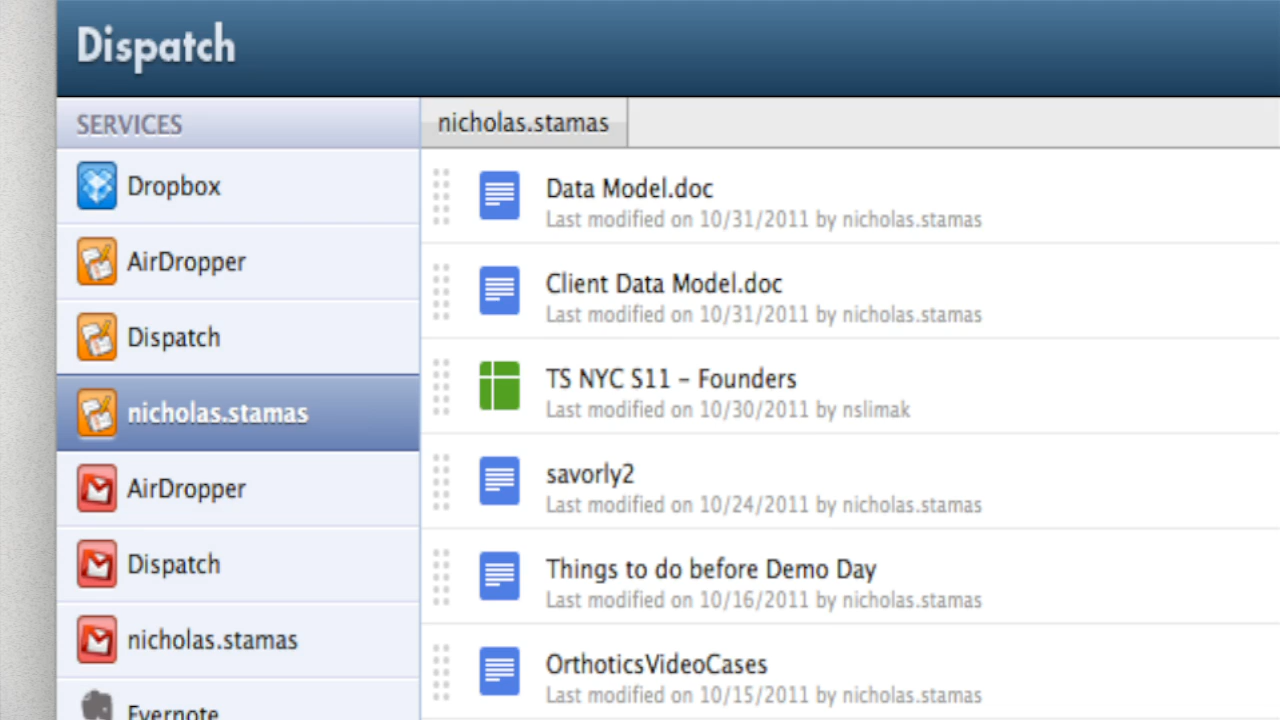 Dispatch
SERVICES
Dropbox
AirDropper
Dispatch
nicholas.stamas
AirDropper
Dispatch
nicholas.stamas
Evernote
nicholas.stamas
Data Model.doc
Last modified on 10/31/2011 by nicholas.stamas
Client Data Model.doc
Last modified on 10/31/2011 by nicholas.stamas
TS NYC S11 – Founders
Last modified on 10/30/2011 by nslimak
savorly2
Last modified on 10/24/2011 by nicholas.stamas
Things to do before Demo Day
Last modified on 10/16/2011 by nicholas.stamas
OrthoticsVideoCases
Last modified on 10/15/2011 by nicholas.stamas